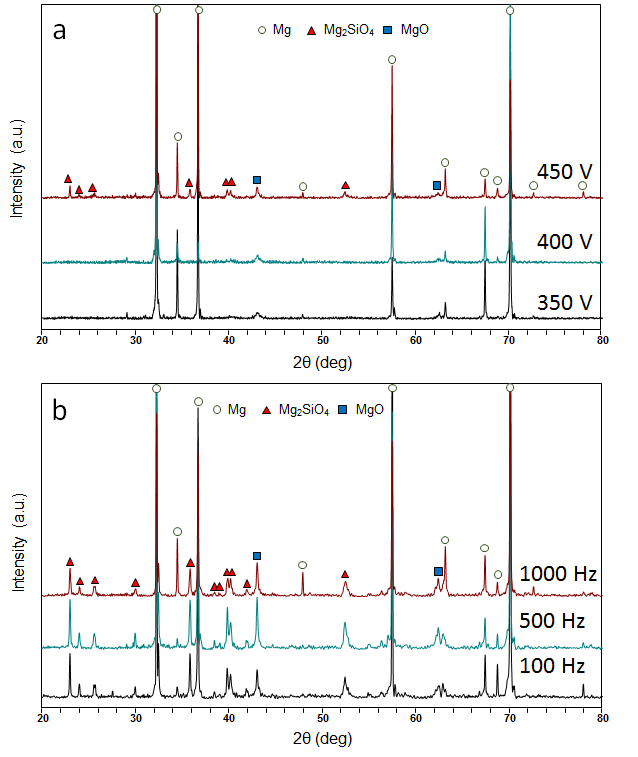 a
Mg Mg₂SiO₄ MgO
Intensity (a.u.)
450 V
400 V
350 V
20 30 40 50 60 70 80
2θ (deg)
b
Mg Mg₂SiO₄ MgO
Intensity (a.u.)
1000 Hz
500 Hz
100 Hz
20 30 40 50 60 70 80
2θ (deg)